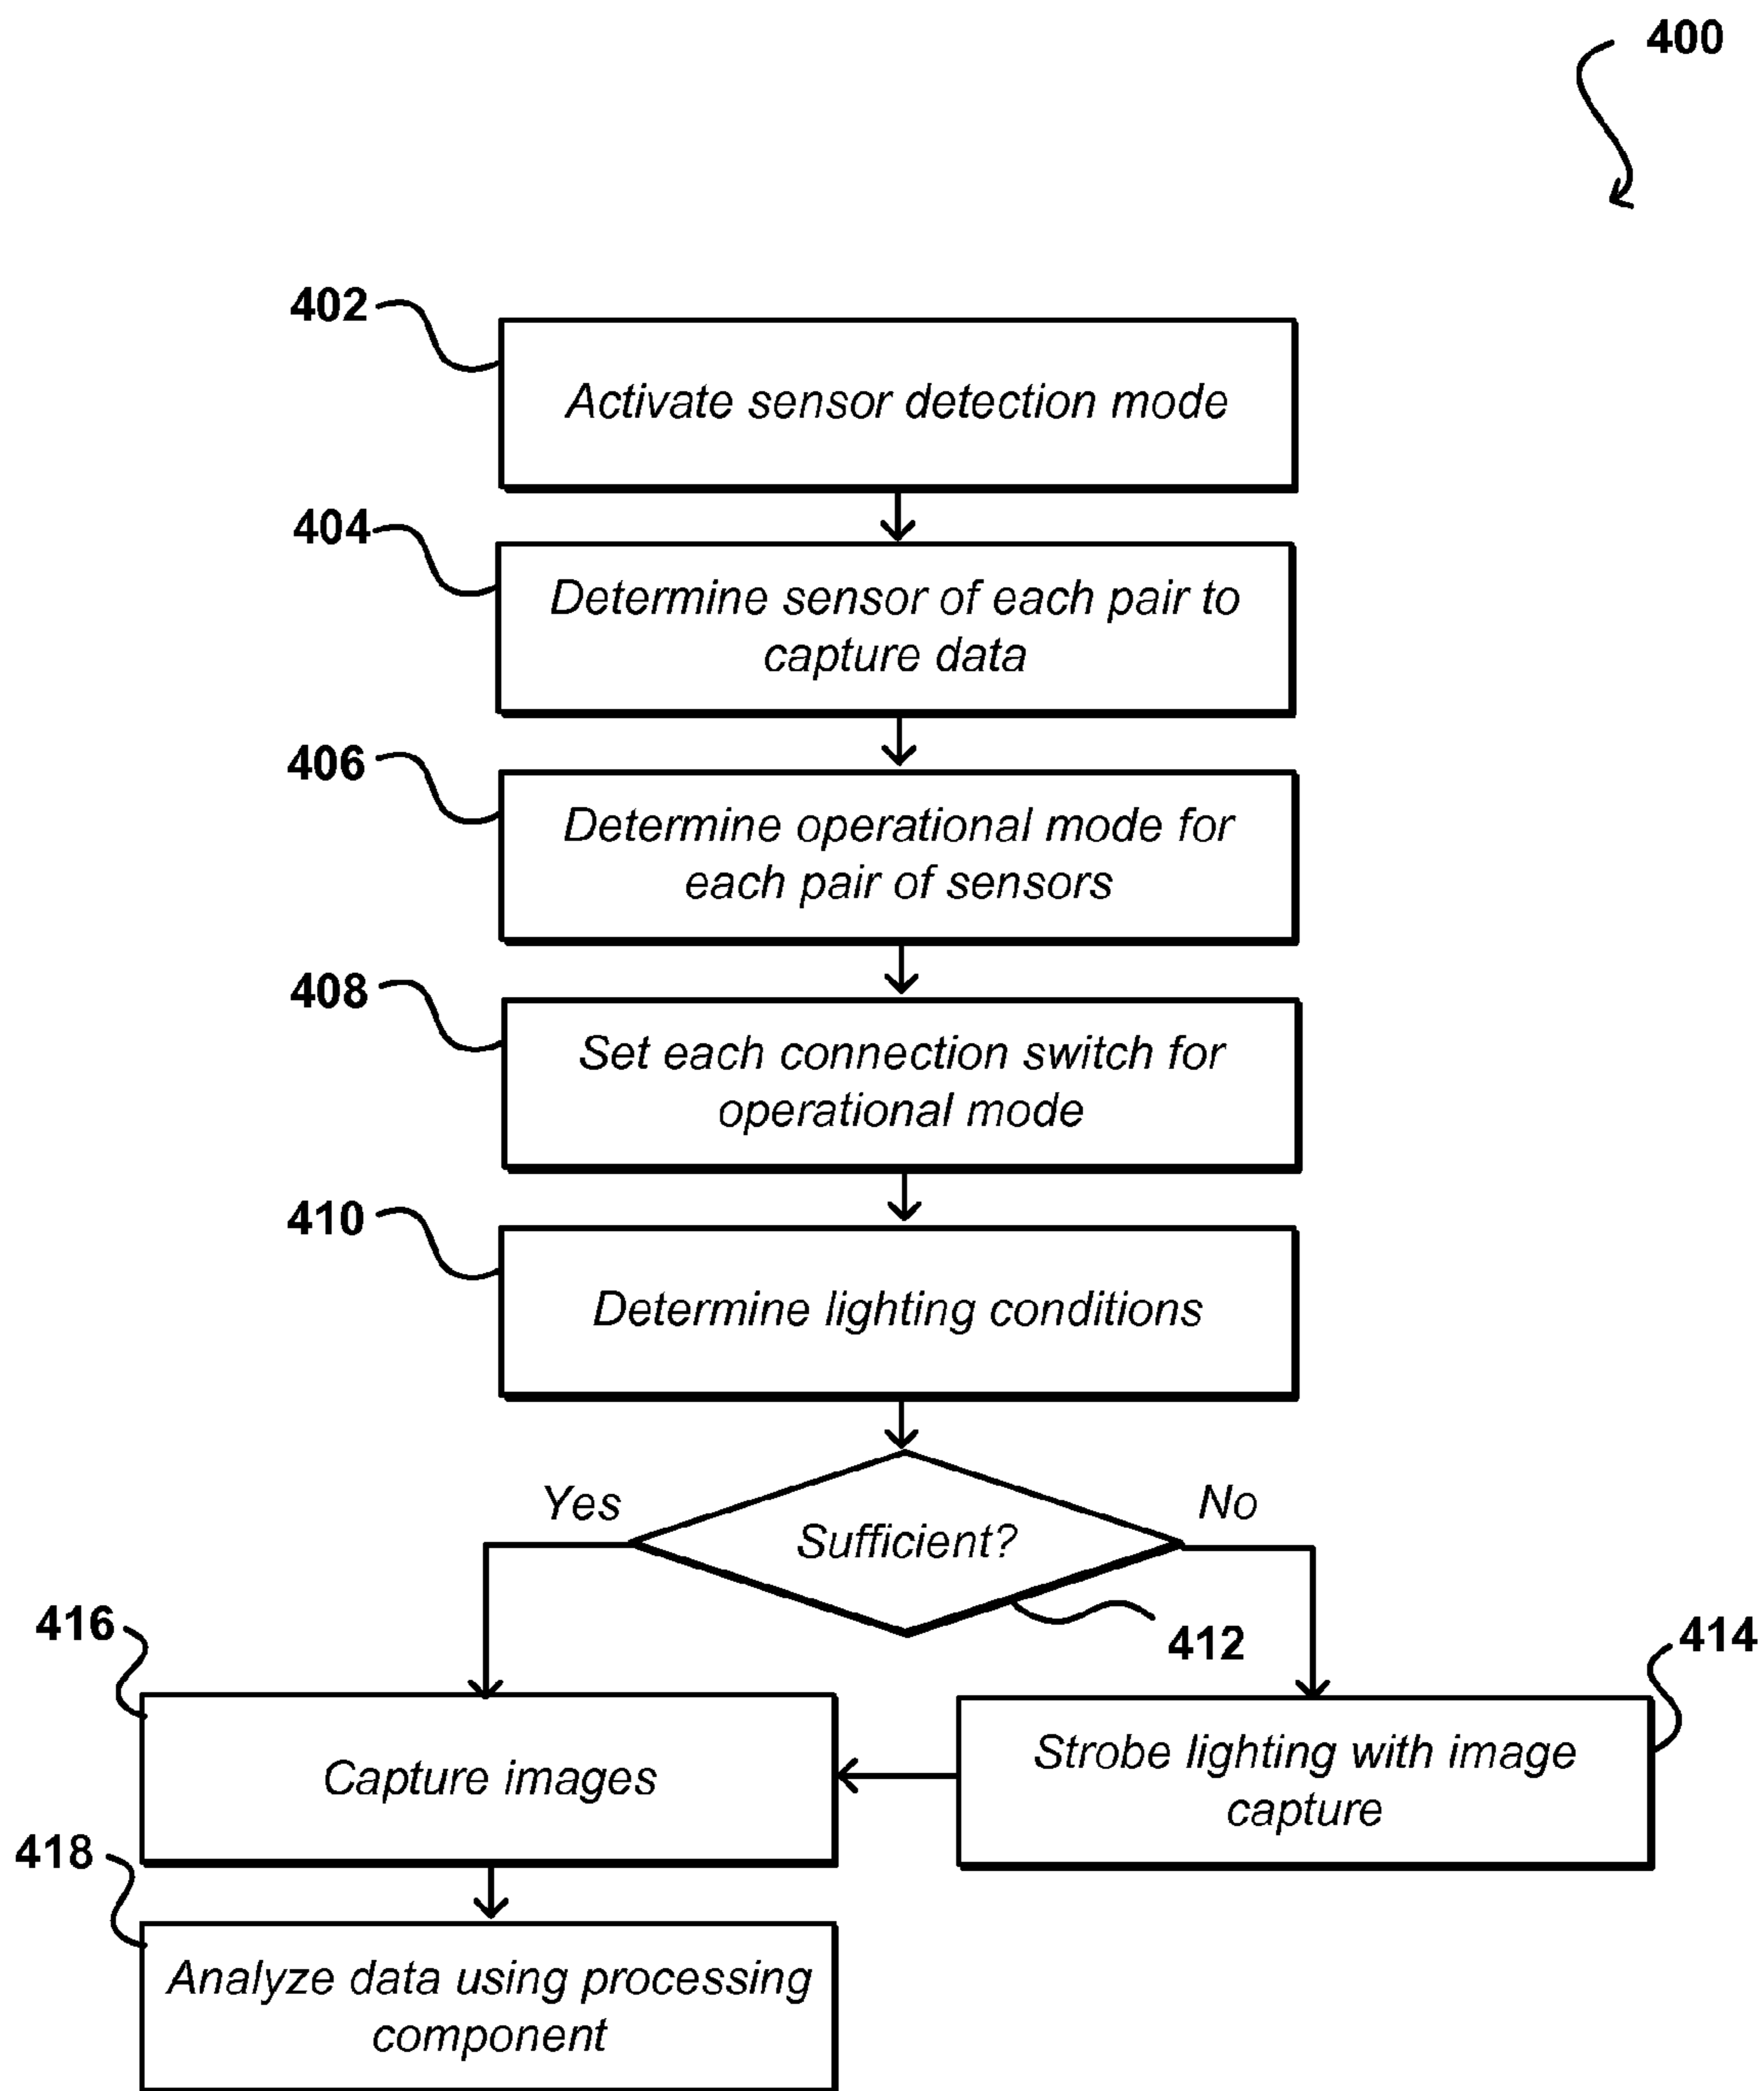 400
402
Activate sensor detection mode
404
Determine sensor of each pair to
capture data
406
Determine operational mode for
each pair of sensors
408
Set each connection switch for
operational mode
410
Determine lighting conditions
Yes
No
Sufficient?
412
416
414
Capture images
Strobe lighting with image
capture
418
Analyze data using processing
component